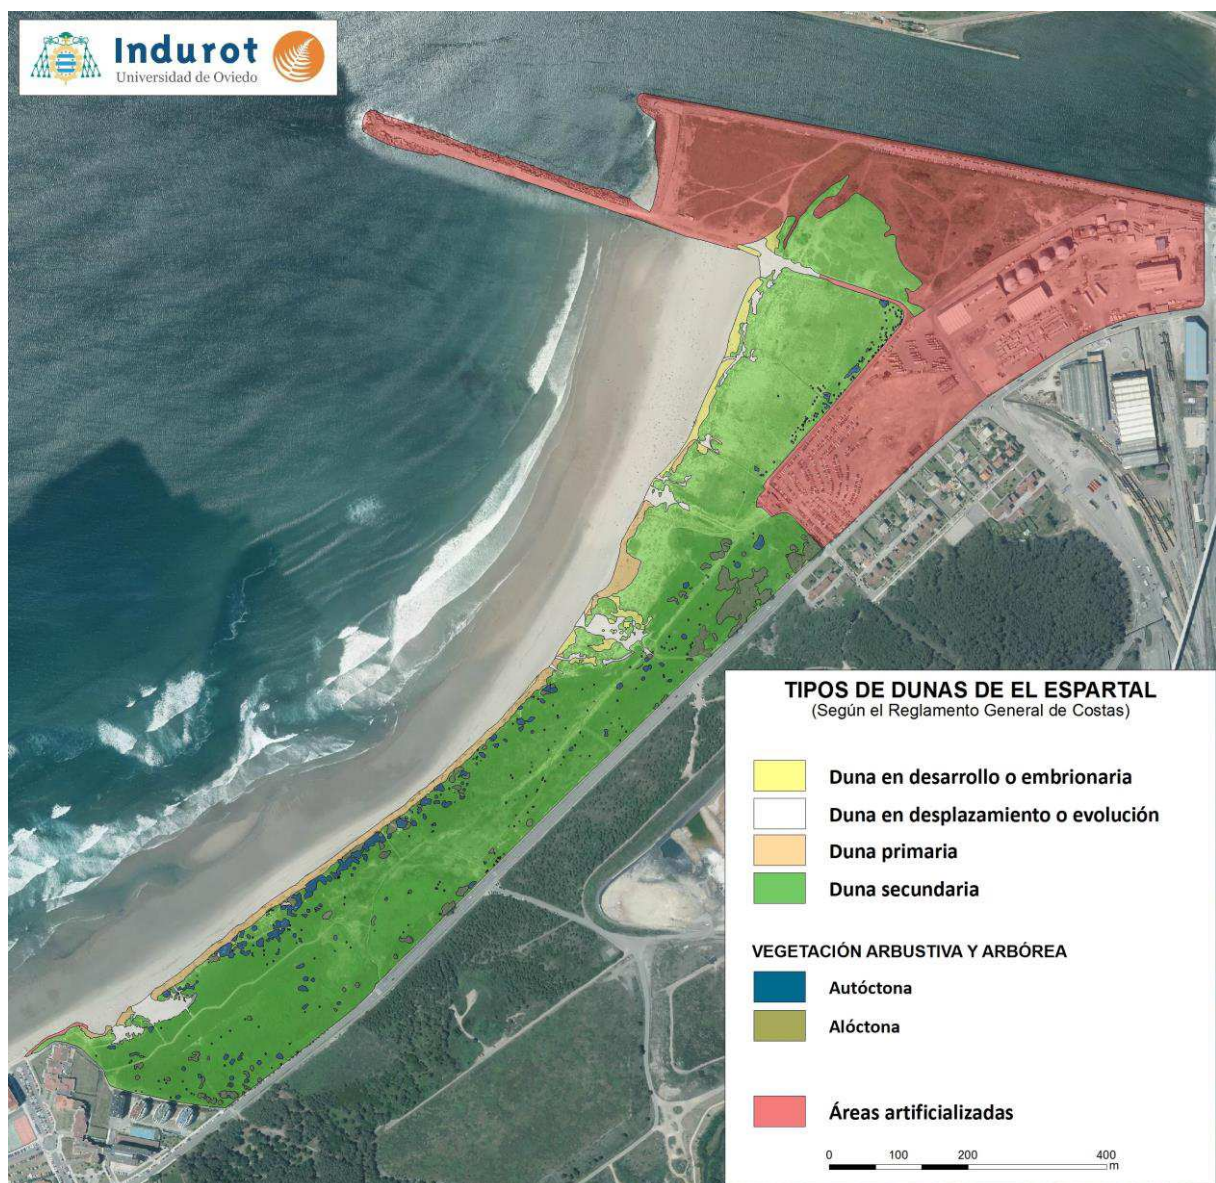 Indurot
Universidad de Oviedo
TIPOS DE DUNAS DE EL ESPARTAL
(Según el Reglamento General de Costas)
Duna en desarrollo o embrionaria
Duna en desplazamiento o evolución
Duna primaria
Duna secundaria
VEGETACIÓN ARBUSTIVA Y ARBÓREA
Autóctona
Alóctona
Áreas artificializadas
0 100 200 400
m